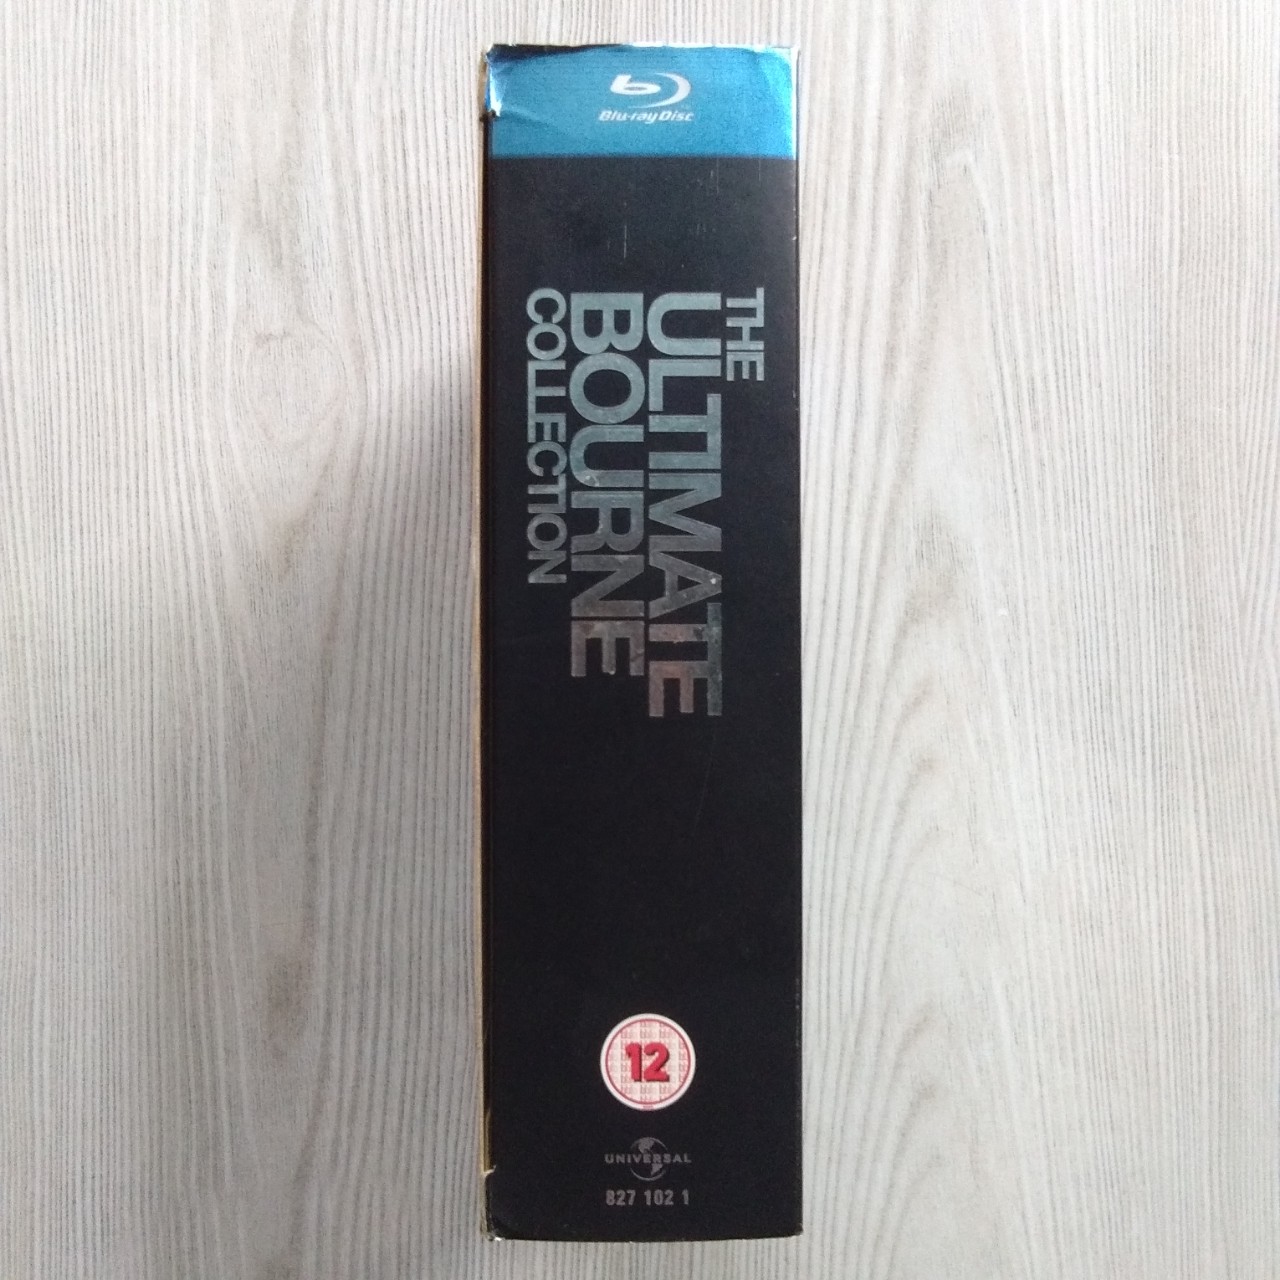 Blu-ray Disc
THE
ULTIMATE
BOURNE
COLLECTION
12
UNIVERSAL
827 102 1